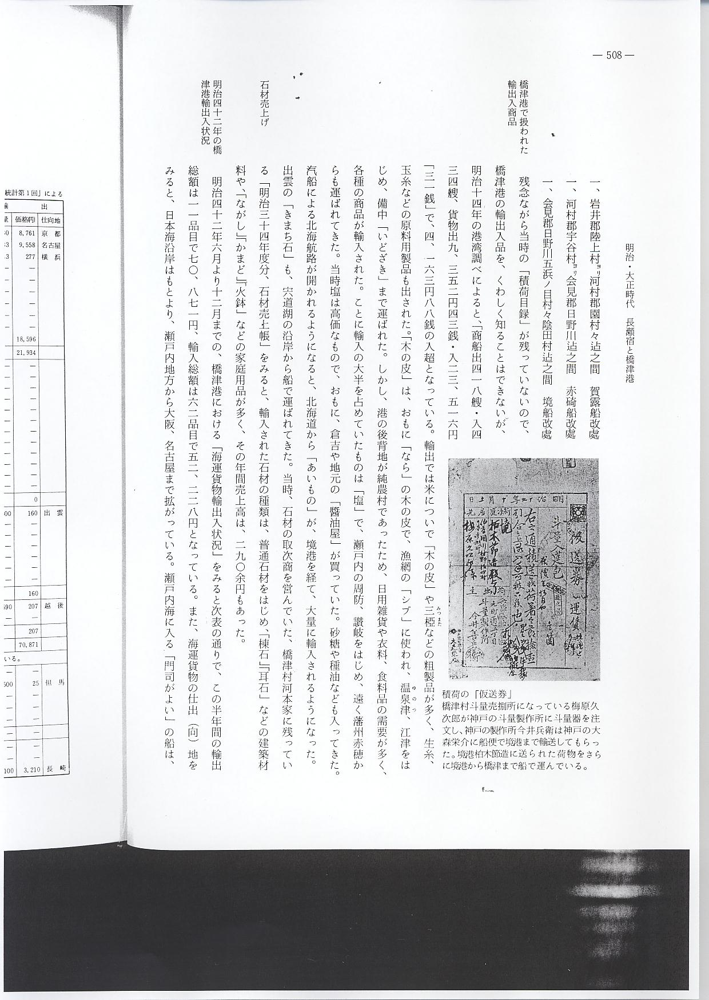 ― 508 ―
明治・大正時代　長瀬宿と橋津港
一、岩井郡陸上村ヨリ河村郡園村々迠之間　賀露船改處
一、河村郡宇谷村ヨリ会見郡日野川迠之間　赤碕船改處
一、会見郡日野川五浜ノ目村々陰田村迠之間　境船改處
橋津港で扱われた
輸出入商品
残念ながら当時の「積荷目録」が残っていないので、
橋津港の輸出入品を、くわしく知ることはできないが、
明治十四年の港湾調べによると、「商船出四一八艘・入四
三四艘、貨物出九、三五二円四三銭・入二三、五一六円
「三一銭」で、四、一六三円八八銭の入超となっている。輸出では米についで「木の皮」や三椏などの粗製品が多く、生糸、
みつまた
玉糸などの原料用製品も出された。「木の皮」は、おもに「なら」の木の皮で、漁網の「シブ」に使われ、温泉津、江津をは
ゆのつ
じめ、備中「いどざき」まで運ばれた。しかし、港の後背地が純農村であったため、日用雑貨や衣料、食料品の需要が多く、
各種の商品が輸入された。ことに輸入の大半を占めていたものは「塩」で、瀬戸内の周防、讃岐をはじめ、遠く藩州赤穂か
らも運ばれてきた。当時塩は高価なもので、おもに、倉吉や地元の「醬油屋」が買っていた。砂糖や種油なども入ってきた。
汽船による北海航路が開かれるようになると、北海道から「あいもの」が、境港を経て、大量に輸入されるようになった。
石材売上げ
出雲の「きまち石」も、宍道湖の沿岸から船で運ばれてきた。当時、石材の取次商を営んでいた、橋津村河本家に残ってい
る「明治三十四年度分、石材売上帳」をみると、輸入された石材の種類は、普通石材をはじめ、「棟石」「耳石」などの建築材
料や、「ながし」「かまど」「火鉢」などの家庭用品が多く、その年間売上高は、二九〇余円もあった。
明治四十二年の橋
津港輸出入状況
明治四十二年六月より十二月までの、橋津港における「海運貨物輸出入状況」をみると次表の通りで、この半年間の輸出
総額は一一品目で七〇、八七一円、輸入総額は六二品目で五二、二二八円となっている。また、海運貨物の仕出（向）地を
みると、日本海沿岸はもとより、瀬戸内地方から大阪、名古屋まで拡がっている。瀬戸内海に入る「門司がよい」の船は、
積荷の「仮送券」
橋津村斗量売捌所になっている梅原久
次郎が神戸の斗量製作所に斗量器を注
文し、神戸の製作所今井兵衛は神戸の大
森栄介に船便で境港まで輸送してもらっ
た。境港柏木節造に送られた荷物をさら
に境港から橋津まで船で運んでいる。
統計第１回」による
出
価格(円) 仕向地
8,761 京都
9,558 名古屋
277 横浜
18,596
21,934
0
160 出雲
160
207 越後
207
70,871
いる。
25 但馬
3,210 長崎